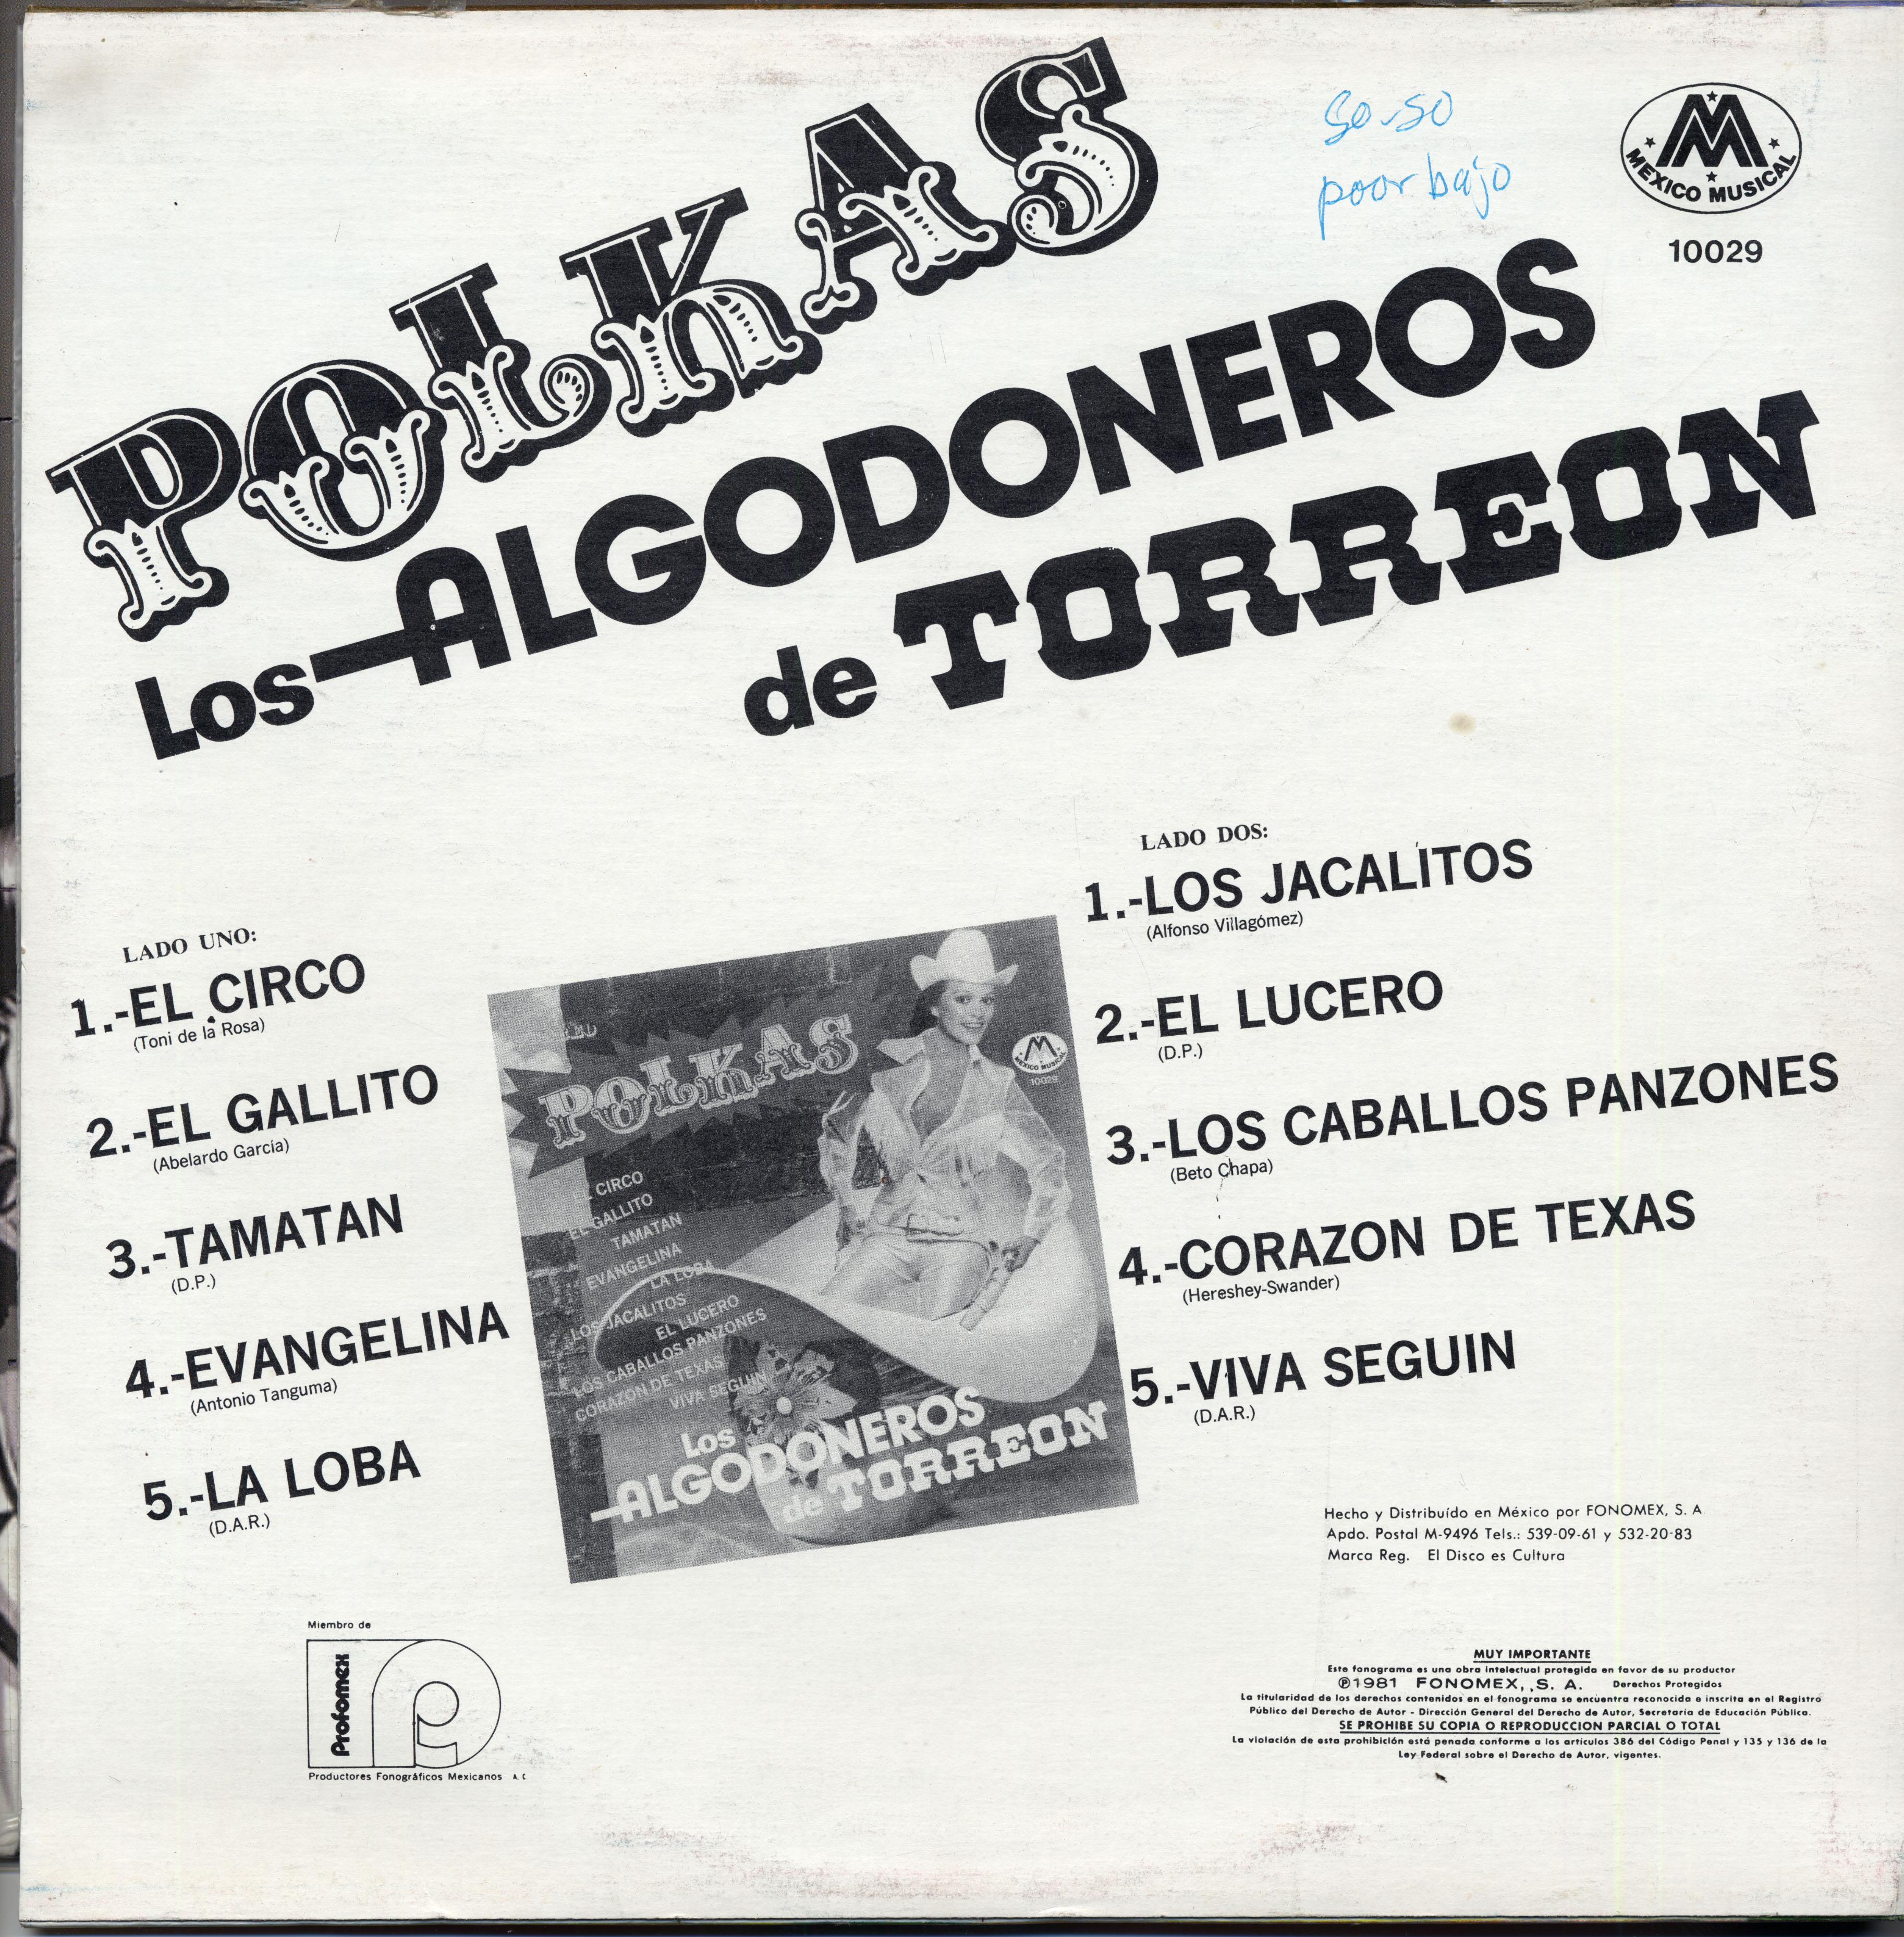 POLKAS
so-so
poor bajo
M
MEXICO MUSICAL
10029
Los ALGODONEROS
de TORREON
LADO UNO:
1.-EL CIRCO
(Toni de la Rosa)
2.-EL GALLITO
(Abelardo García)
3.-TAMATAN
(D.P.)
4.-EVANGELINA
(Antonio Tanguma)
5.-LA LOBA
(D.A.R.)
POLKAS
M
MEXICO MUSICAL
10029
EL CIRCO
EL GALLITO
TAMATAN
EVANGELINA
LA LOBA
LOS JACALITOS
EL LUCERO
LOS CABALLOS PANZONES
CORAZON DE TEXAS
VIVA SEGUIN
Los
ALGODONEROS
de TORREON
LADO DOS:
1.-LOS JACALITOS
(Alfonso Villagómez)
2.-EL LUCERO
(D.P.)
3.-LOS CABALLOS PANZONES
(Beto Chapa)
4.-CORAZON DE TEXAS
(Hereshey-Swander)
5.-VIVA SEGUIN
(D.A.R.)
Hecho y Distribuído en México por FONOMEX, S. A
Apdo. Postal M-9496 Tels.: 539-09-61 y 532-20-83
Marca Reg. El Disco es Cultura
Miembro de
Profomex
Productores Fonográficos Mexicanos A. C
MUY IMPORTANTE
Este fonograma es una obra intelectual protegida en favor de su productor
℗1981 FONOMEX, S. A. Derechos Protegidos
La titularidad de los derechos contenidos en el fonograma se encuentra reconocida e inscrita en el Registro
Público del Derecho de Autor - Dirección General del Derecho de Autor, Secretaría de Educación Pública.
SE PROHIBE SU COPIA O REPRODUCCION PARCIAL O TOTAL
La violación de esta prohibición está penada conforme a los artículos 386 del Código Penal y 135 y 136 de la
Ley Federal sobre el Derecho de Autor, vigentes.